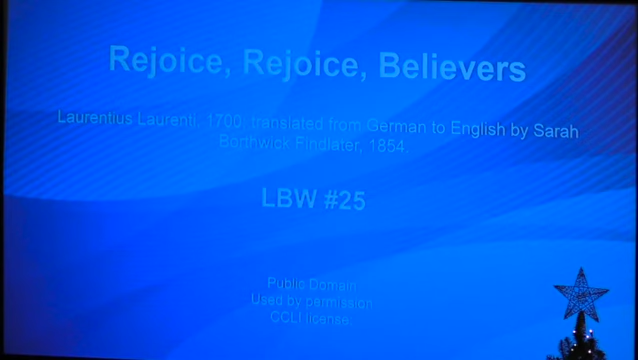 Rejoice, Rejoice, Believers
Laurentius Laurenti, 1700, translated from German to English by Sarah
Borthwick Findlater, 1854.
LBW #25
Public Domain
Used by permission
CCLI license.